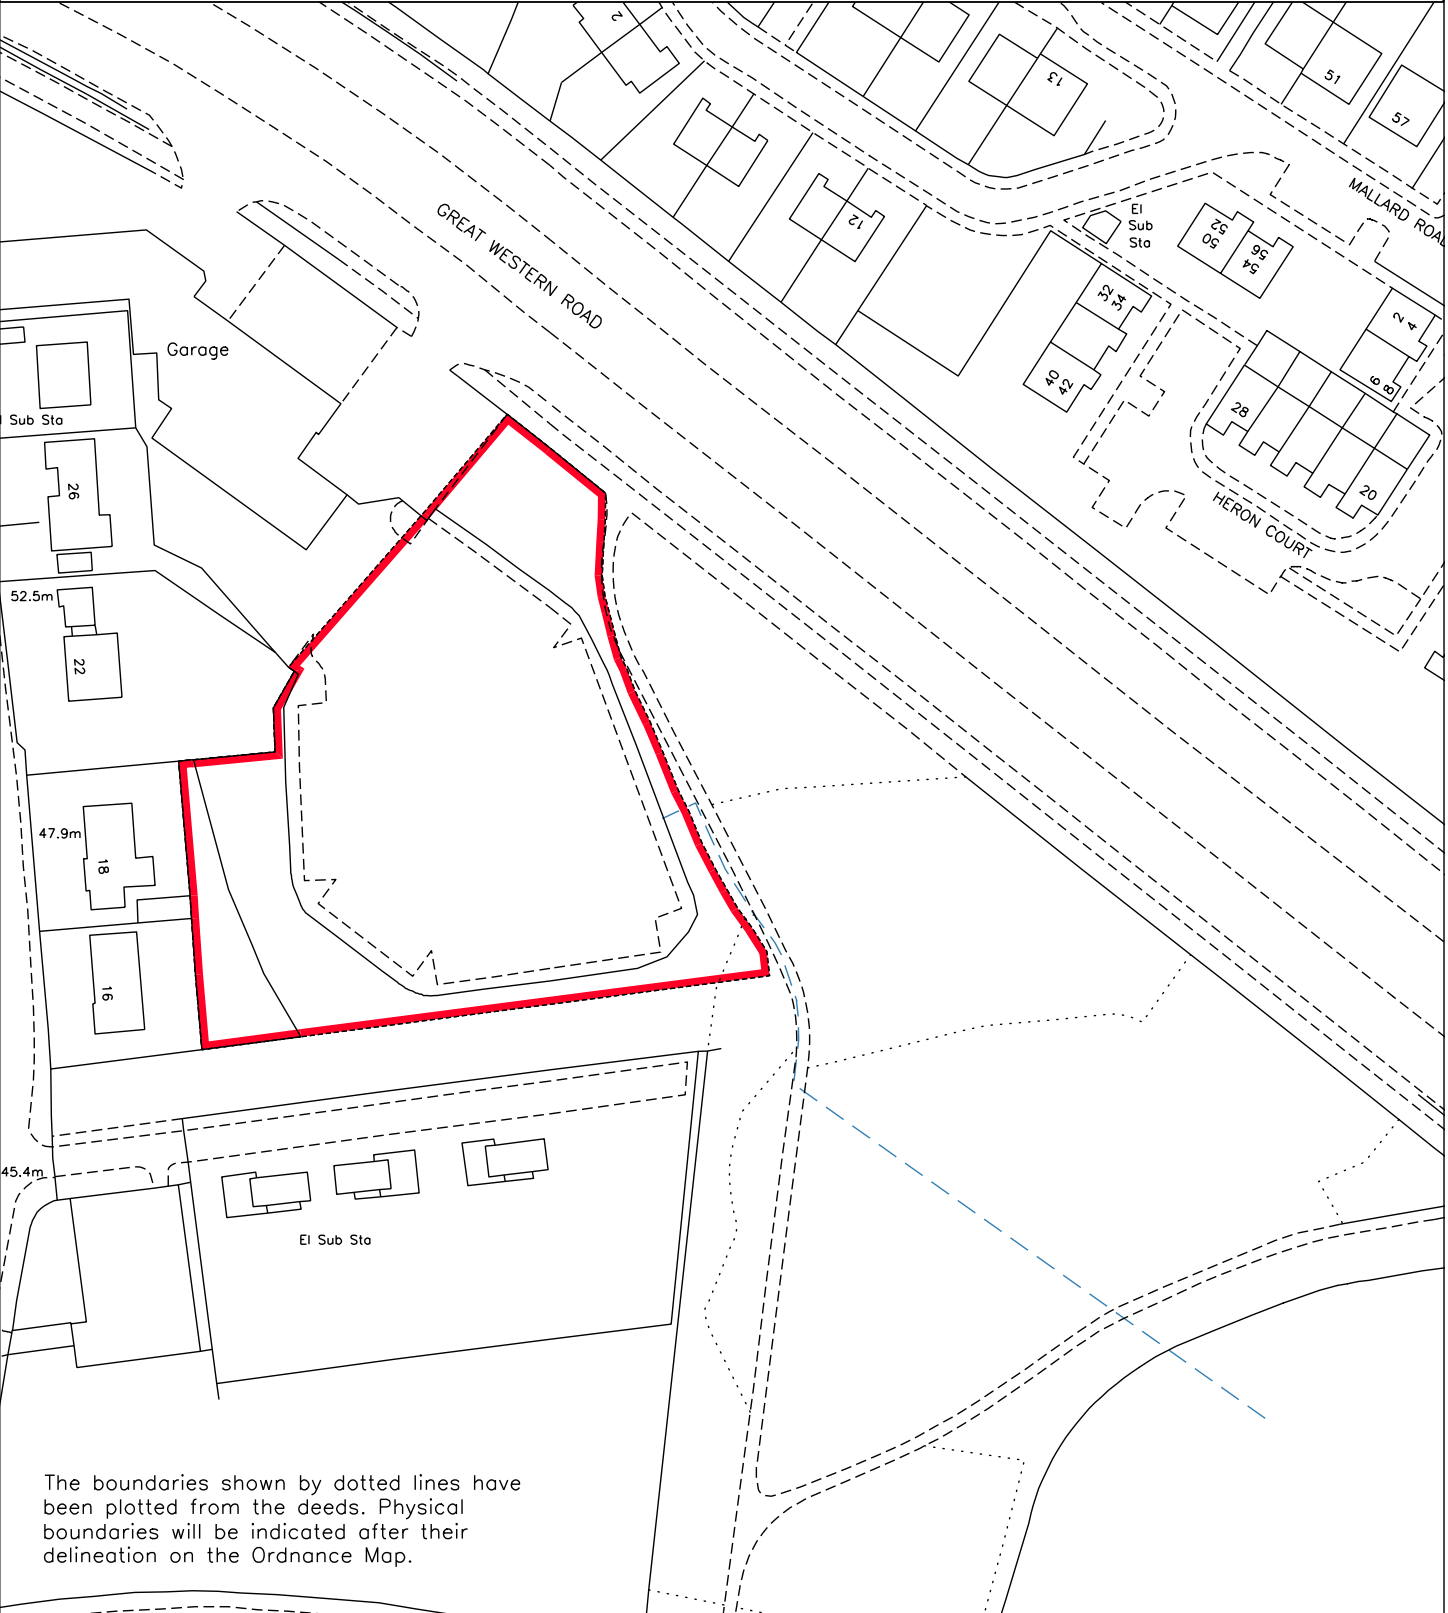 2
13
51
57
MALLARD ROAD
GREAT WESTERN ROAD
12
El
Sub
Sta
52
50
56
54
32
34
2
4
Garage
40
42
6
8
28
l Sub Sta
26
20
HERON COURT
52.5m
22
47.9m
18
16
45.4m
El Sub Sta
The boundaries shown by dotted lines have
been plotted from the deeds. Physical
boundaries will be indicated after their
delineation on the Ordnance Map.